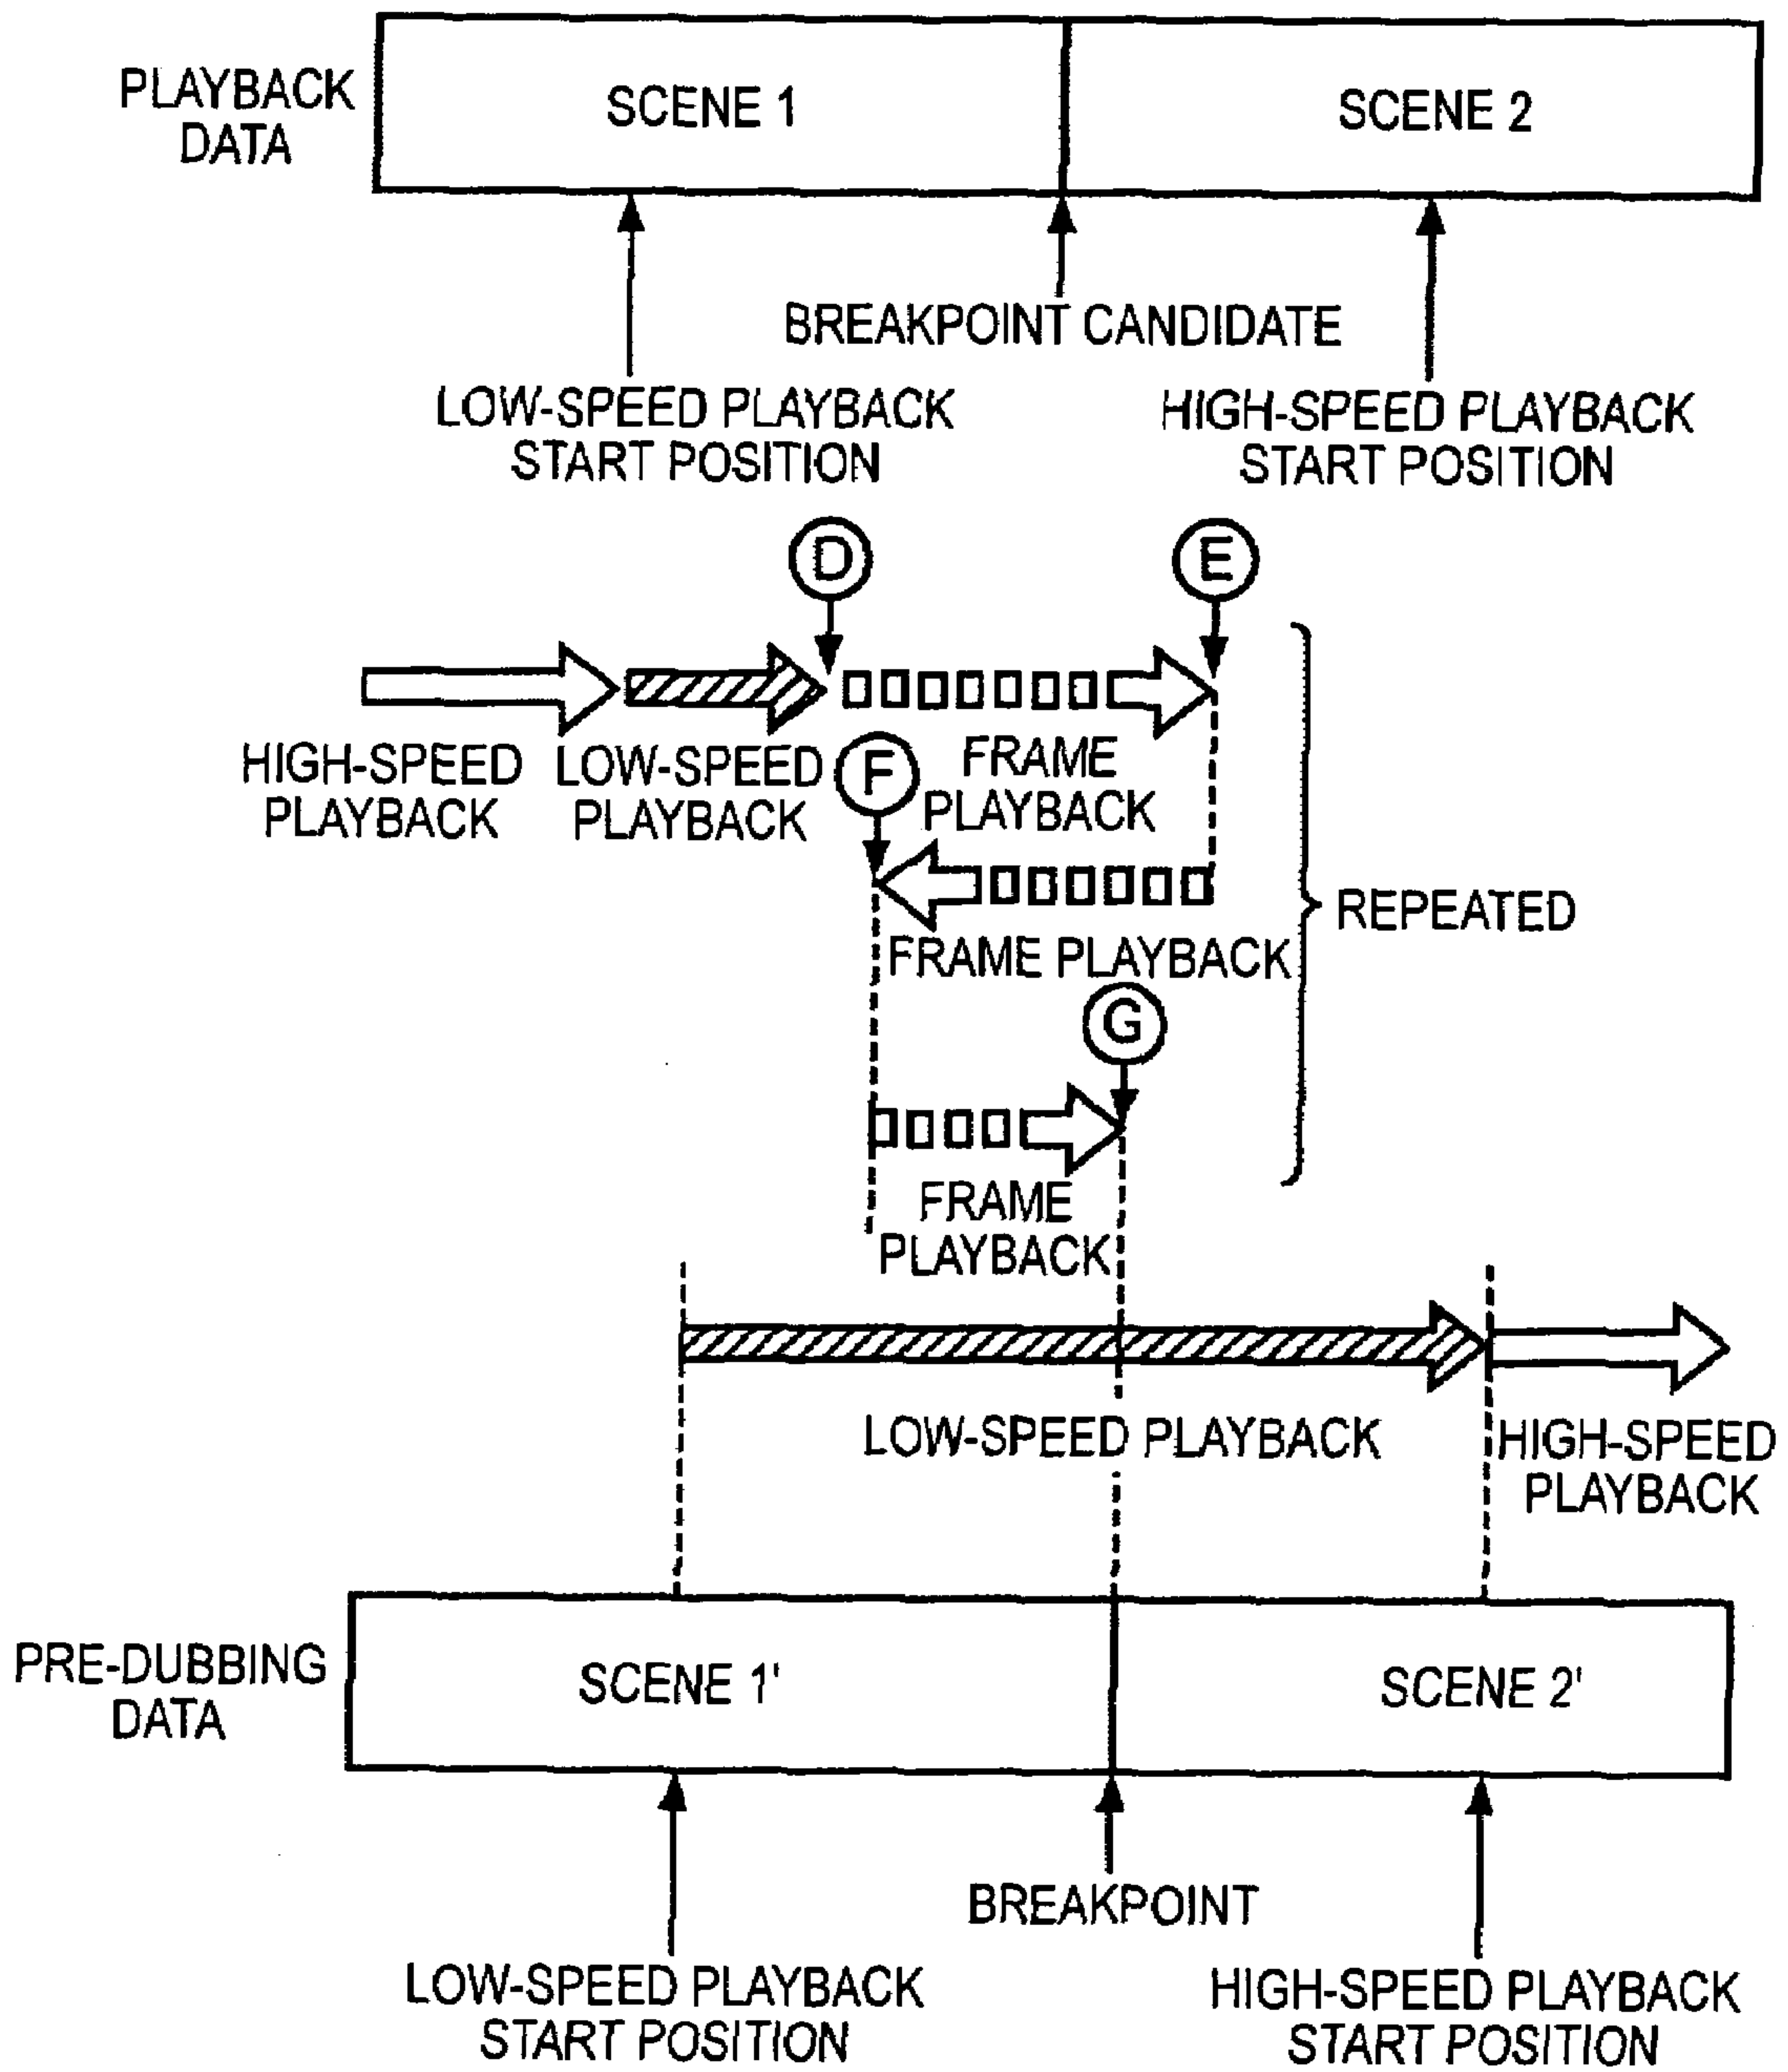 PLAYBACK
DATA
SCENE 1
SCENE 2
BREAKPOINT CANDIDATE
LOW-SPEED PLAYBACK
START POSITION
HIGH-SPEED PLAYBACK
START POSITION
D
E
HIGH-SPEED
PLAYBACK
LOW-SPEED
PLAYBACK
F
FRAME
PLAYBACK
REPEATED
FRAME PLAYBACK
G
FRAME
PLAYBACK
LOW-SPEED PLAYBACK
HIGH-SPEED
PLAYBACK
PRE-DUBBING
DATA
SCENE 1'
SCENE 2'
BREAKPOINT
LOW-SPEED PLAYBACK
START POSITION
HIGH-SPEED PLAYBACK
START POSITION